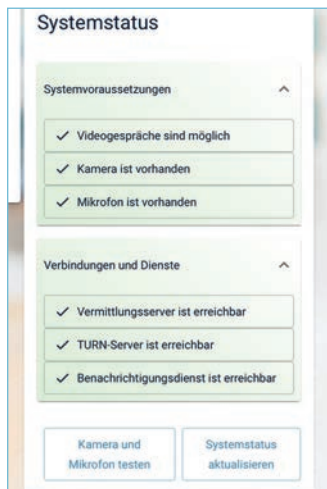 Systemstatus
Systemvoraussetzungen
Videogespräche sind möglich
Kamera ist vorhanden
Mikrofon ist vorhanden
Verbindungen und Dienste
Vermittlungsserver ist erreichbar
TURN-Server ist erreichbar
Benachrichtigungsdienst ist erreichbar
Kamera und
Mikrofon testen
Systemstatus
aktualisieren